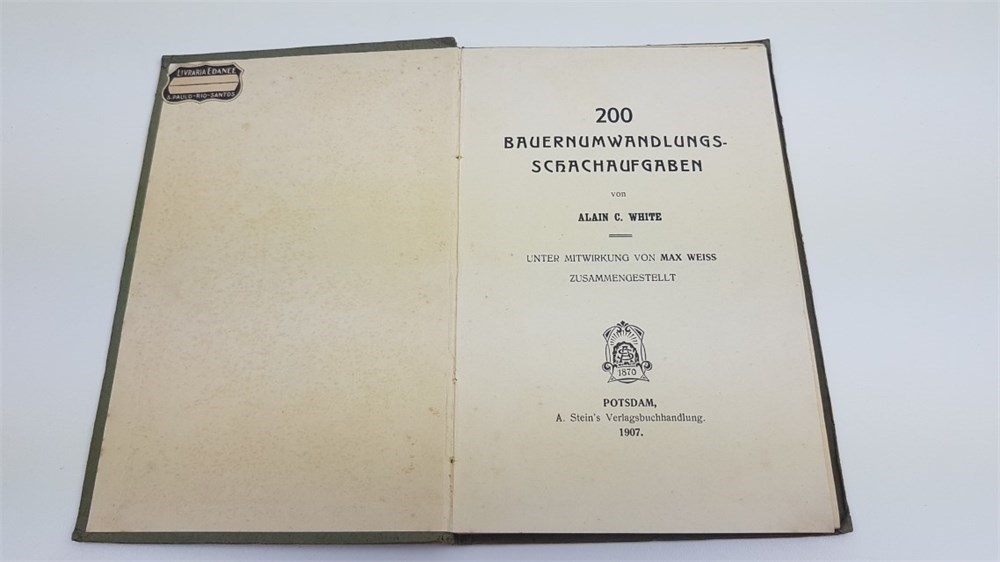 LIVRARIA EDANEE
S. PAULO-RIO-SANTOS
200
BAUERNUMWANDLUNGS-
SCHACHAUFGABEN
von
ALAIN C. WHITE
UNTER MITWIRKUNG VON MAX WEISS
ZUSAMMENGESTELLT
1870
POTSDAM,
A. Stein's Verlagsbuchhandlung.
1907.